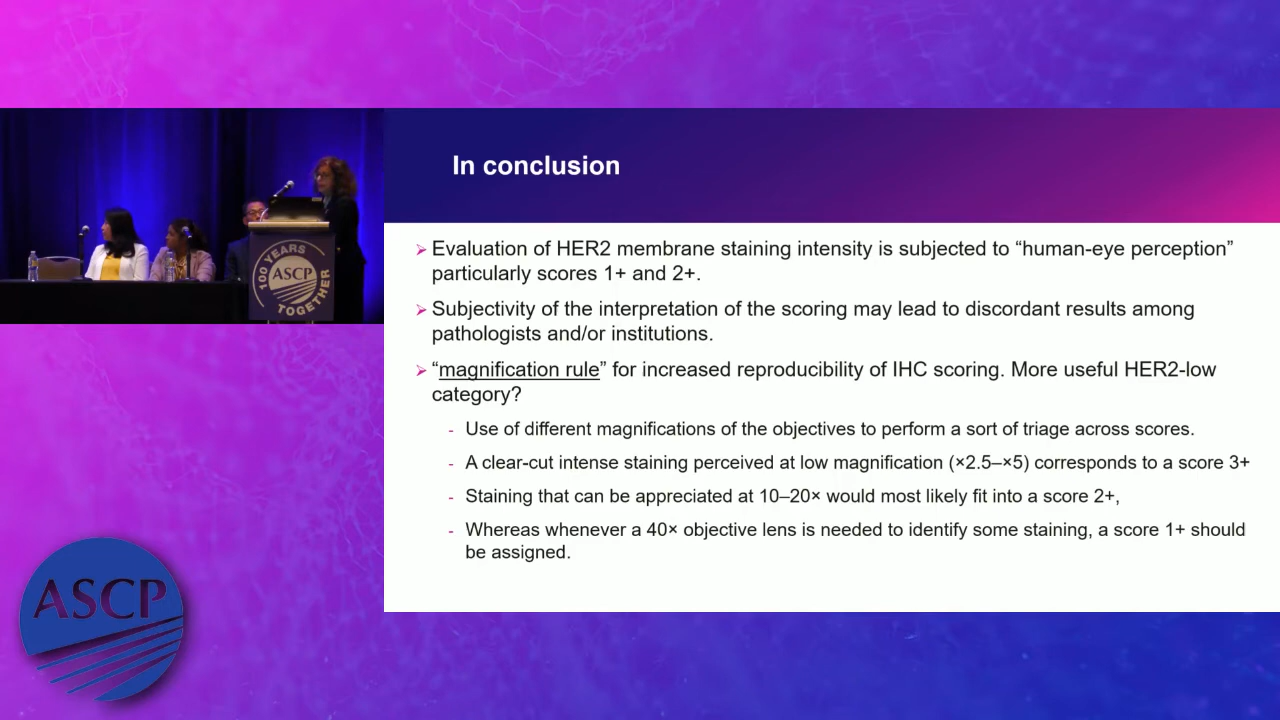 In conclusion
➢ Evaluation of HER2 membrane staining intensity is subjected to “human-eye perception”
particularly scores 1+ and 2+.
➢ Subjectivity of the interpretation of the scoring may lead to discordant results among
pathologists and/or institutions.
➢ “magnification rule” for increased reproducibility of IHC scoring. More useful HER2-low
category?
- Use of different magnifications of the objectives to perform a sort of triage across scores.
- A clear-cut intense staining perceived at low magnification (×2.5–×5) corresponds to a score 3+
- Staining that can be appreciated at 10–20× would most likely fit into a score 2+,
- Whereas whenever a 40× objective lens is needed to identify some staining, a score 1+ should
be assigned.
100 YEARS
ASCP
TOGETHER
ASCP